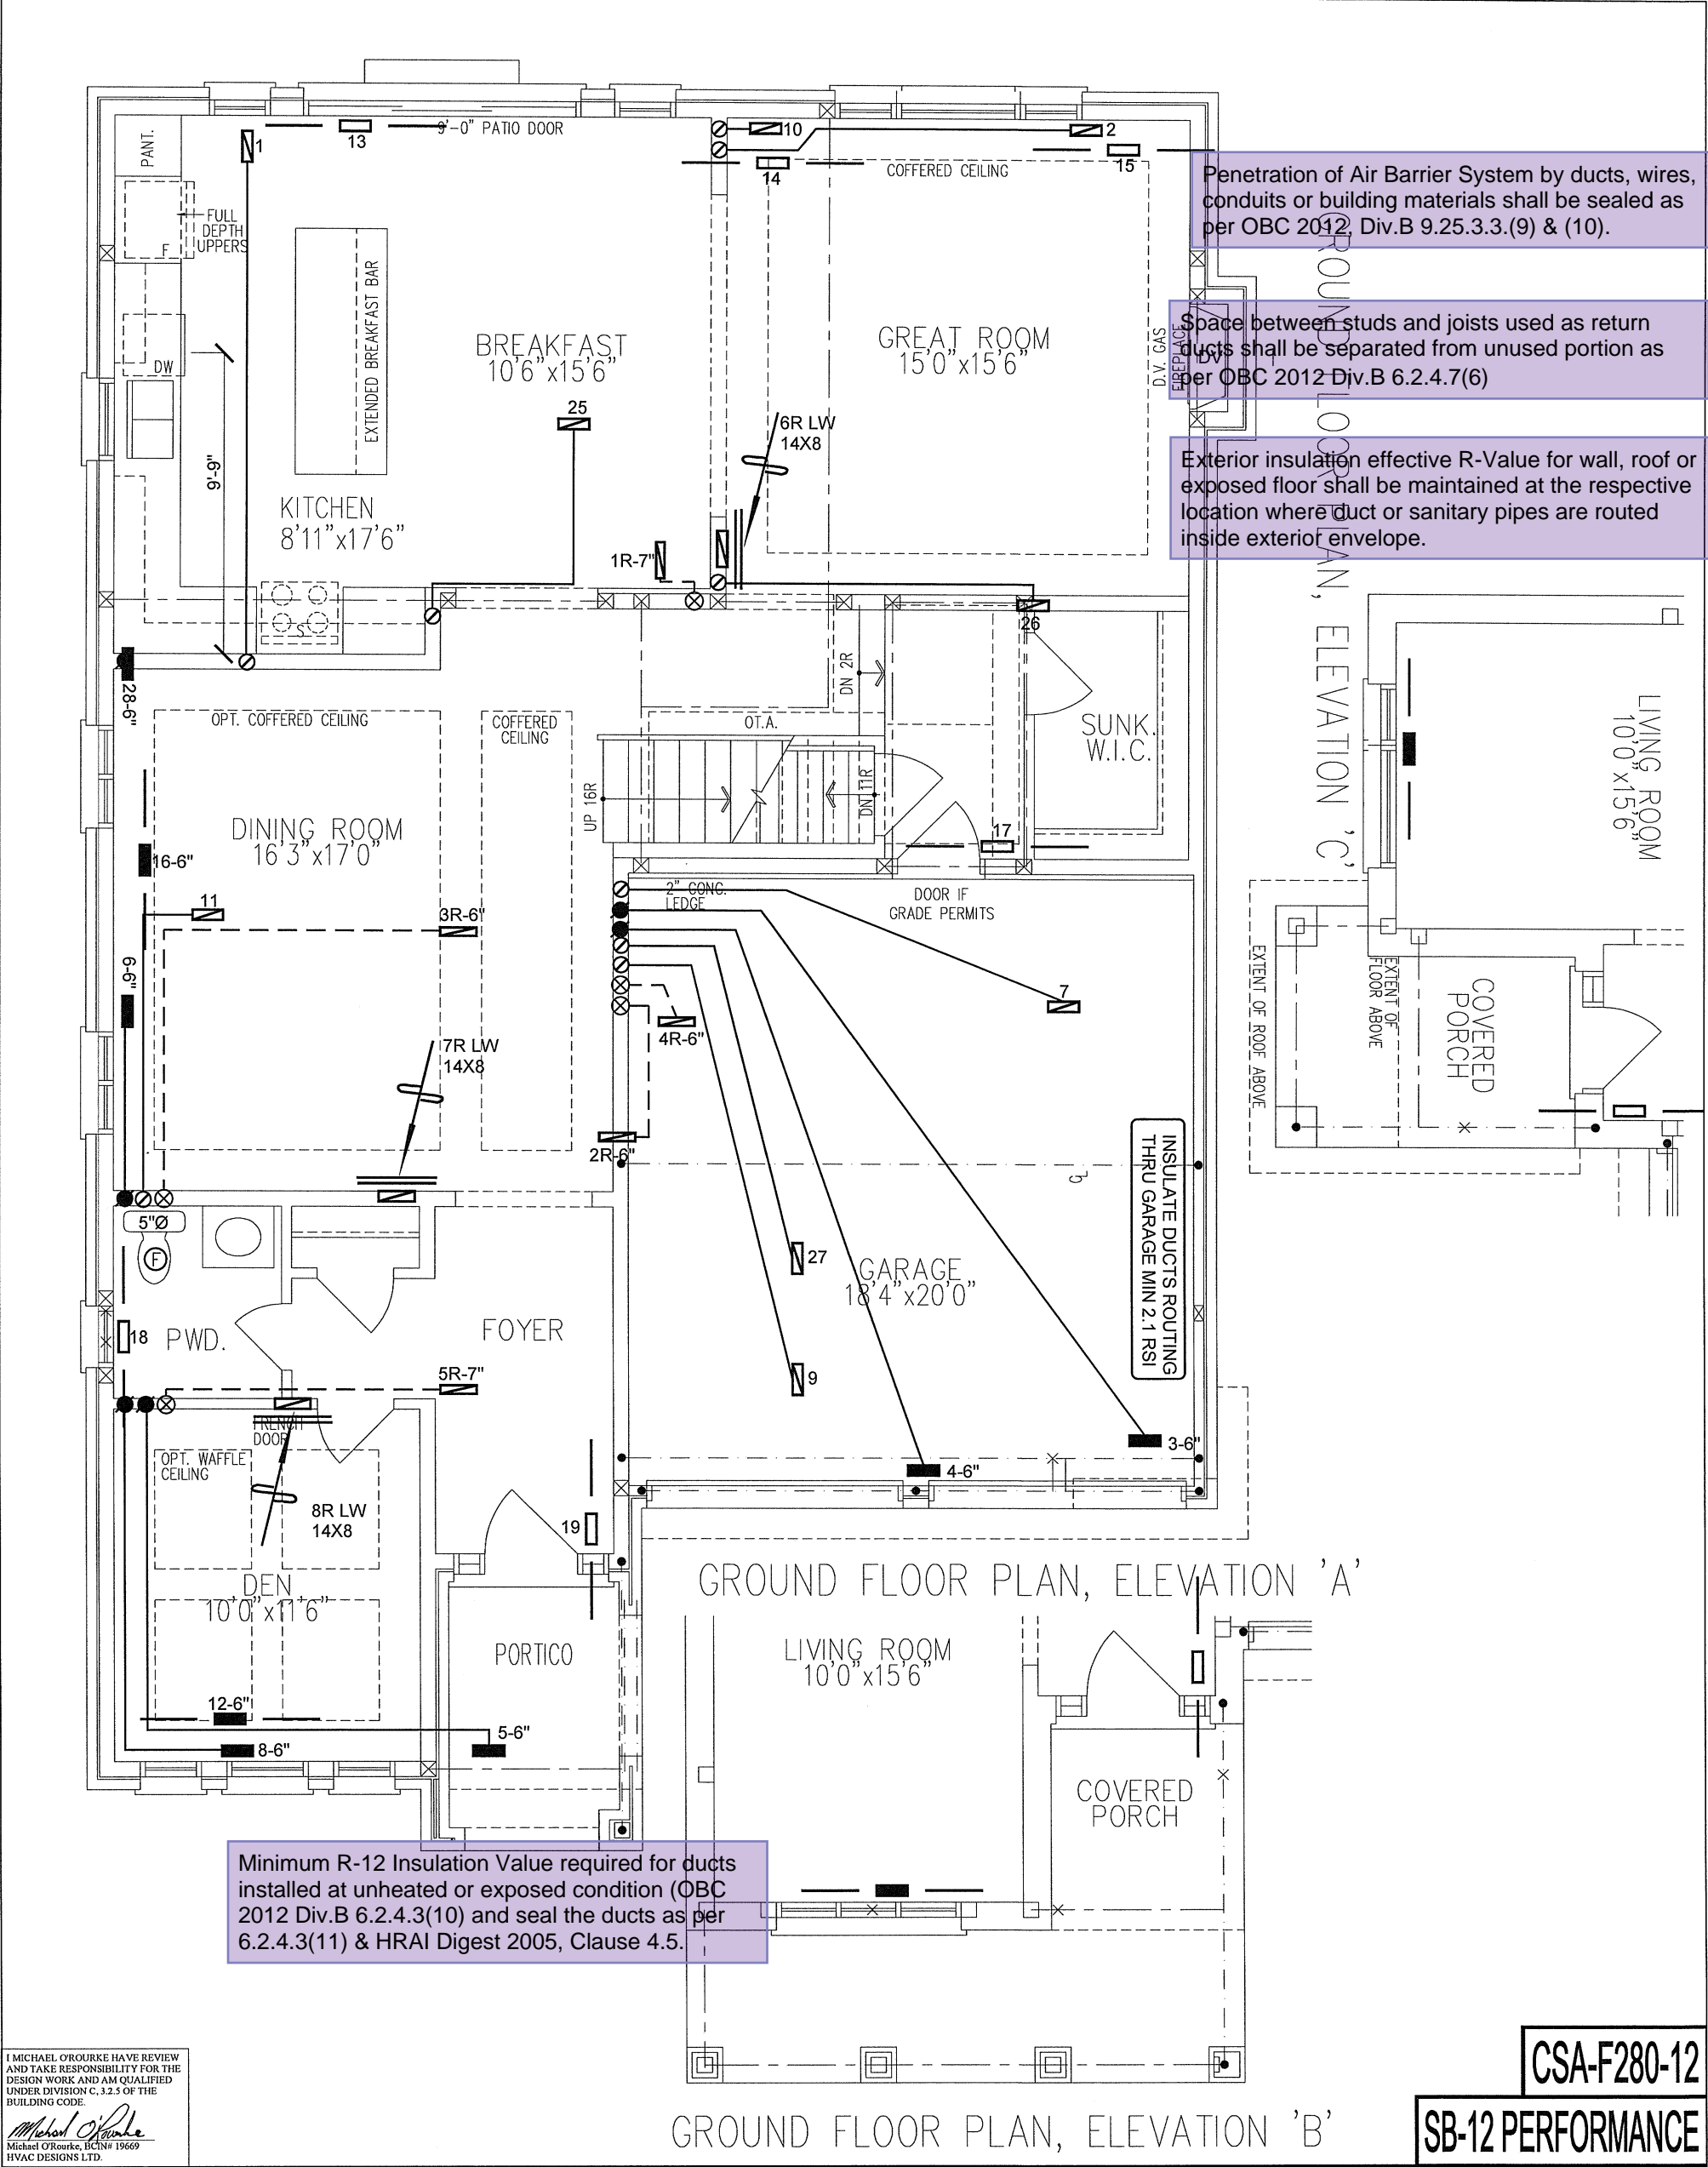 PANT.
1
13
9'-0" PATIO DOOR
10
2
14
15
COFFERED CEILING
Penetration of Air Barrier System by ducts, wires,
conduits or building materials shall be sealed as
per OBC 2012, Div.B 9.25.3.3.(9) & (10).
FULL
DEPTH
UPPERS
F
DW
9'-9"
EXTENDED BREAKFAST BAR
BREAKFAST
10'6"x15'6"
25
GREAT ROOM
15'0"x15'6"
D.V. GAS
FIREPLACE
DV
Space between studs and joists used as return
ducts shall be separated from unused portion as
per OBC 2012 Div.B 6.2.4.7(6)
6R LW
14X8
Exterior insulation effective R-Value for wall, roof or
exposed floor shall be maintained at the respective
location where duct or sanitary pipes are routed
inside exterior envelope.
GROUND FLOOR PLAN, ELEVATION 'C'
KITCHEN
8'11"x17'6"
1R-7"
S
26
28-6"
OPT. COFFERED CEILING
COFFERED
CEILING
OT.A.
DN 2R
SUNK.
W.I.C.
UP 16R
DN 11R
17
LIVING ROOM
10'0"x15'6"
DINING ROOM
16'3"x17'0"
16-6"
11
3R-6"
6-6"
2" CONC.
LEDGE
DOOR IF
GRADE PERMITS
7
4R-6"
2R-6"
7R LW
14X8
EXTENT OF ROOF ABOVE
EXTENT OF
FLOOR ABOVE
COVERED
PORCH
INSULATE DUCTS ROUTING
THRU GARAGE MIN 2.1 RSI
5"Ø
F
18
PWD.
FOYER
27
GARAGE
18'4"x20'0"
5R-7"
9
FRENCH
DOOR
OPT. WAFFLE
CEILING
3-6"
4-6"
8R LW
14X8
19
DEN
10'0"x11'6"
GROUND FLOOR PLAN, ELEVATION 'A'
PORTICO
LIVING ROOM
10'0"x15'6"
12-6"
5-6"
8-6"
COVERED
PORCH
Minimum R-12 Insulation Value required for ducts
installed at unheated or exposed condition (OBC
2012 Div.B 6.2.4.3(10) and seal the ducts as per
6.2.4.3(11) & HRAI Digest 2005, Clause 4.5.
GROUND FLOOR PLAN, ELEVATION 'B'
I MICHAEL O'ROURKE HAVE REVIEW
AND TAKE RESPONSIBILITY FOR THE
DESIGN WORK AND AM QUALIFIED
UNDER DIVISION C, 3.2.5 OF THE
BUILDING CODE.
Michael O'Rourke
Michael O'Rourke, BCIN# 19669
HVAC DESIGNS LTD.
CSA-F280-12
SB-12 PERFORMANCE